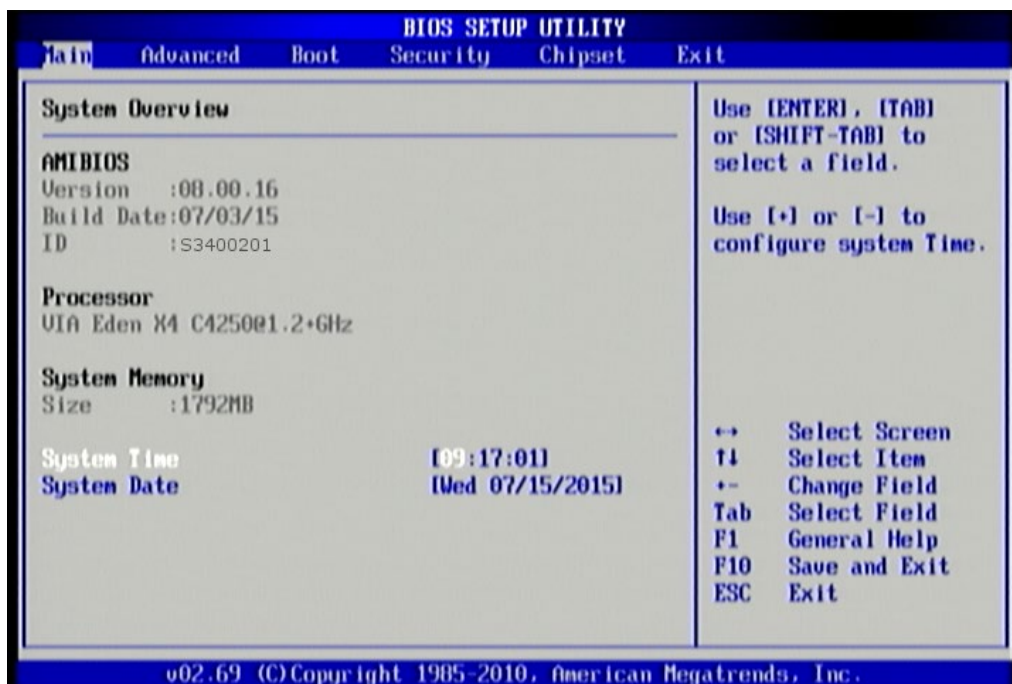 BIOS SETUP UTILITY
Main Advanced Boot Security Chipset Exit
System Overview
AMIBIOS
Version :08.00.16
Build Date:07/03/15
ID :S3400201
Processor
VIA Eden X4 C4250@1.2+GHz
System Memory
Size :1792MB
System Time [09:17:01]
System Date [Wed 07/15/2015]
Use [ENTER], [TAB]
or [SHIFT-TAB] to
select a field.
Use [+] or [-] to
configure system Time.
↔ Select Screen
↑↓ Select Item
+- Change Field
Tab Select Field
F1 General Help
F10 Save and Exit
ESC Exit
v02.69 (C)Copyright 1985-2010, American Megatrends, Inc.